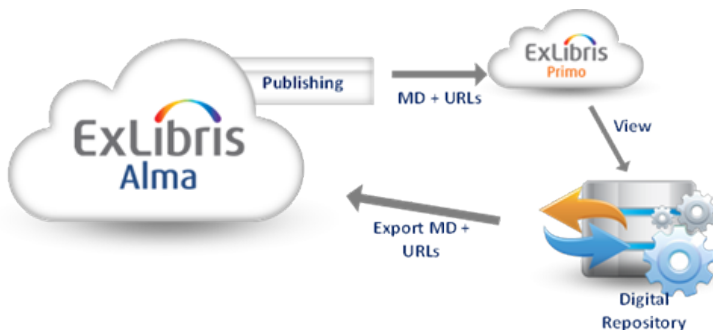 ExLibris
Alma
Publishing
MD + URLs
ExLibris
Primo
View
Export MD +
URLs
Digital
Repository